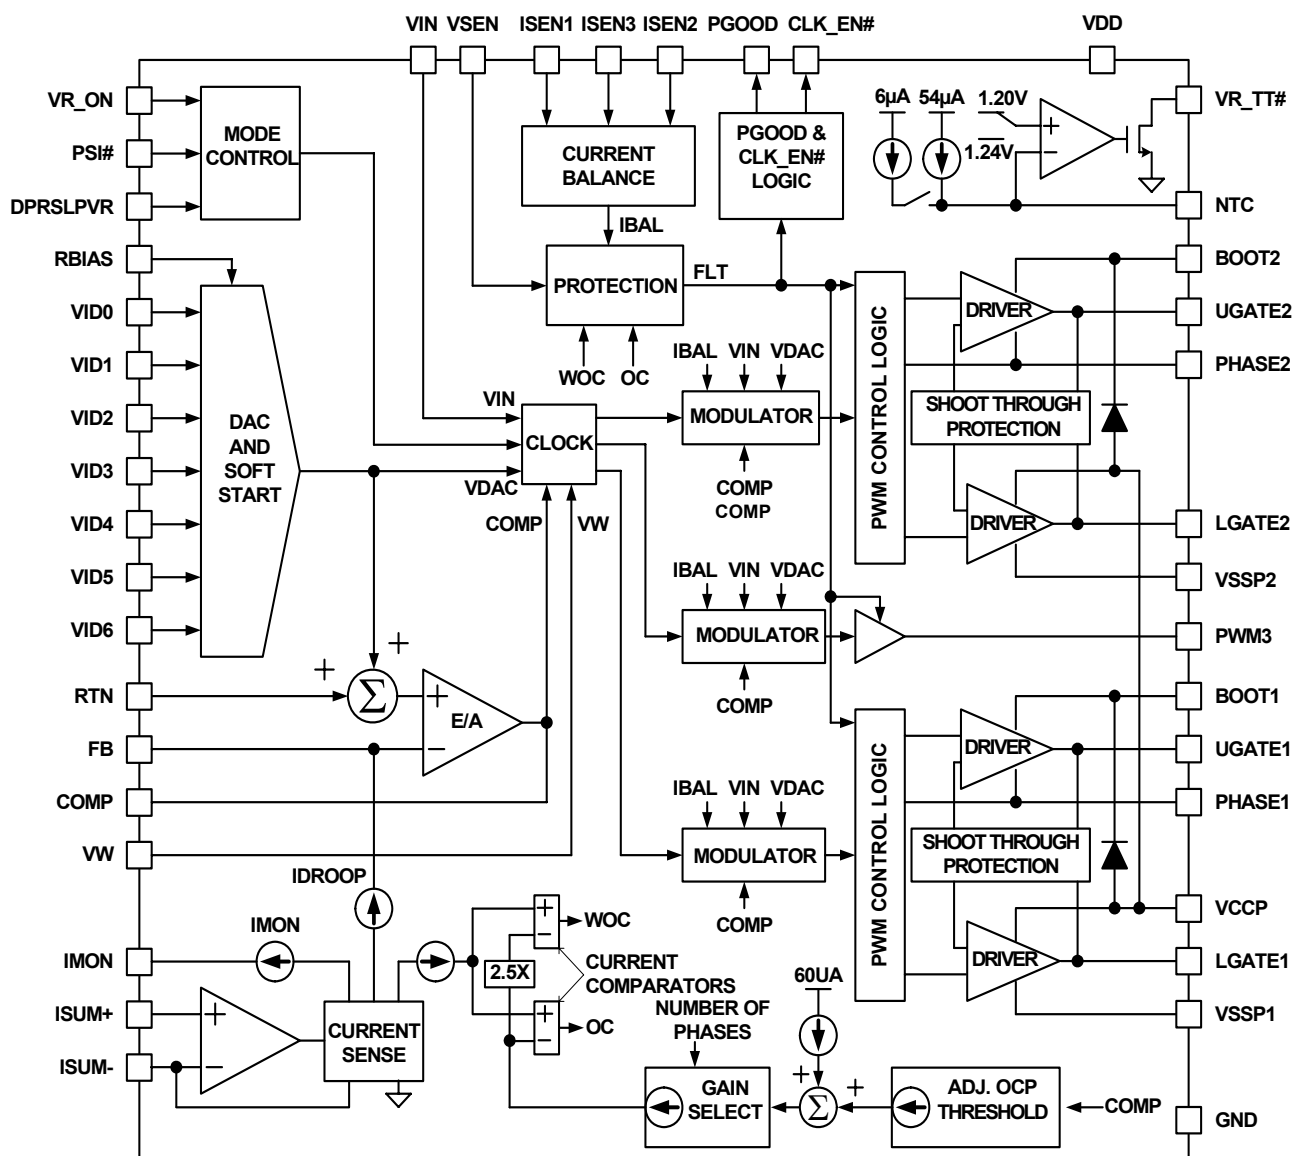 VIN VSEN ISEN1 ISEN3 ISEN2 PGOOD CLK_EN# VDD
VR_ON
PSI#
DPRSLPVR
RBIAS
VID0
VID1
VID2
VID3
VID4
VID5
VID6
RTN
FB
COMP
VW
IMON
ISUM+
ISUM-
MODE
CONTROL
DAC
AND
SOFT
START
CURRENT
BALANCE
IBAL
PROTECTION
FLT
WOC OC
PGOOD &
CLK_EN#
LOGIC
6µA 54µA 1.20V
1.24V
+
−
VIN
CLOCK
VDAC
COMP
VW
IBAL VIN VDAC
MODULATOR
COMP
COMP
IBAL VIN VDAC
MODULATOR
COMP
IBAL VIN VDAC
MODULATOR
COMP
+
+
Σ
+
−
E/A
IDROOP
IMON
+
−
CURRENT
SENSE
+
−
WOC
2.5X
CURRENT
COMPARATORS
+
−
OC
NUMBER OF
PHASES
GAIN
SELECT
60UA
+
+
Σ
ADJ. OCP
THRESHOLD
COMP
PWM CONTROL LOGIC
DRIVER
SHOOT THROUGH
PROTECTION
DRIVER
PWM CONTROL LOGIC
DRIVER
SHOOT THROUGH
PROTECTION
DRIVER
VR_TT#
NTC
BOOT2
UGATE2
PHASE2
LGATE2
VSSP2
PWM3
BOOT1
UGATE1
PHASE1
VCCP
LGATE1
VSSP1
GND